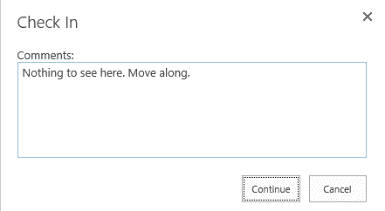 Check In
Comments:
Nothing to see here. Move along.
Continue
Cancel